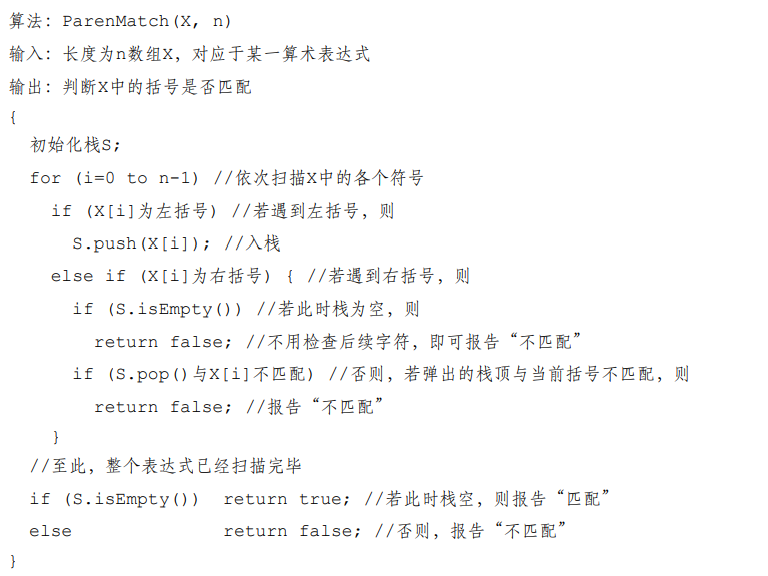 算法: ParenMatch(X, n)
输入: 长度为n数组X，对应于某一算术表达式
输出: 判断X中的括号是否匹配
{
  初始化栈S;
  for (i=0 to n-1) //依次扫描X中的各个符号
    if (X[i]为左括号) //若遇到左括号，则
      S.push(X[i]); //入栈
    else if (X[i]为右括号) { //若遇到右括号，则
      if (S.isEmpty()) //若此时栈为空，则
        return false; //不用检查后续字符，即可报告“不匹配”
      if (S.pop()与X[i]不匹配) //否则，若弹出的栈顶与当前括号不匹配，则
        return false; //报告“不匹配”
    }
  //至此，整个表达式已经扫描完毕
  if (S.isEmpty())  return true; //若此时栈空，则报告“匹配”
  else              return false; //否则，报告“不匹配”
}